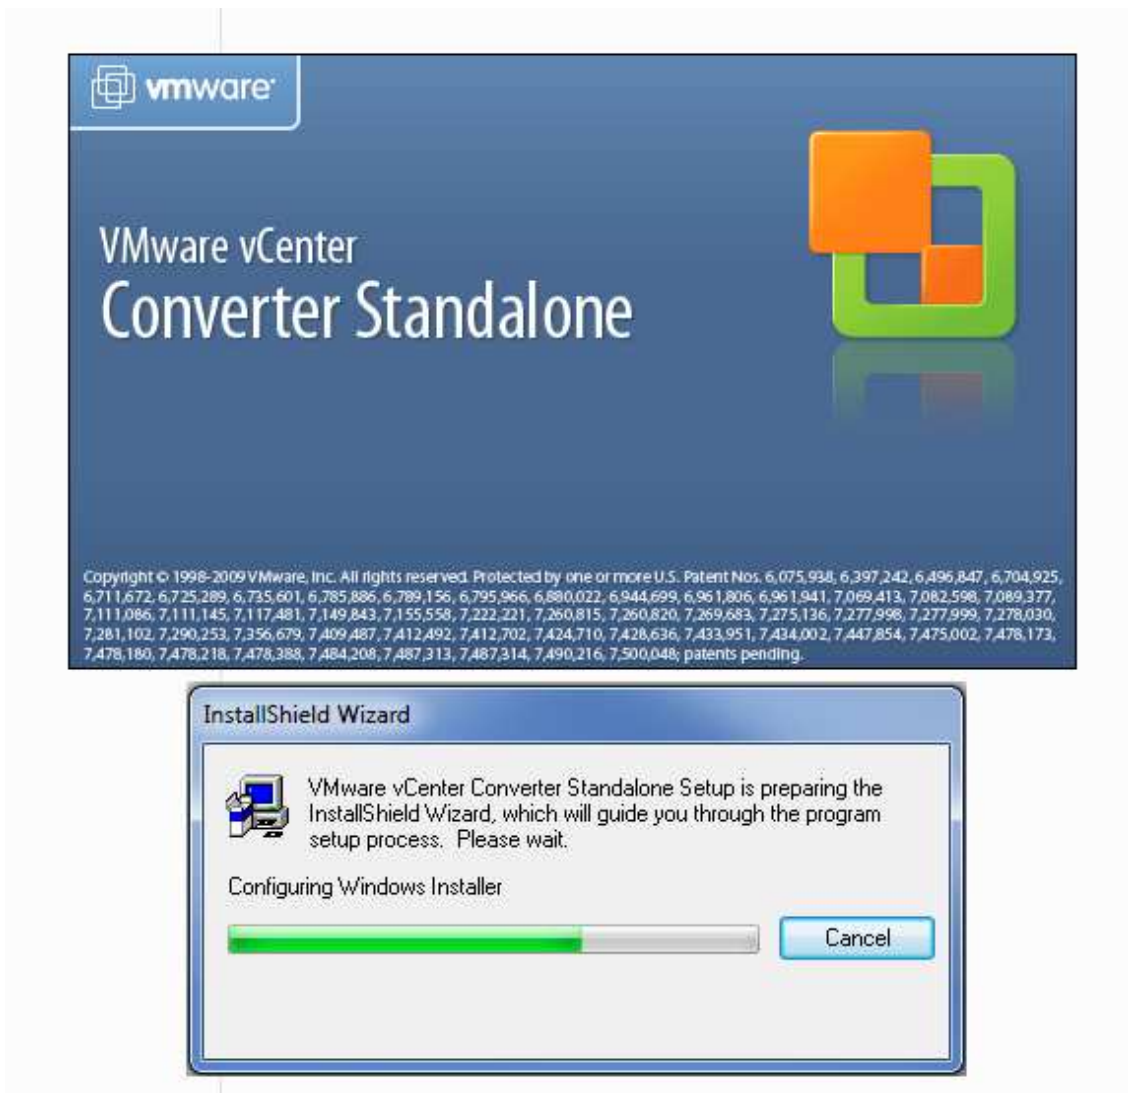 vmware
VMware vCenter
Converter Standalone
Copyright © 1998-2009 VMware, Inc. All rights reserved. Protected by one or more U.S. Patent Nos. 6,075,938, 6,397,242, 6,496,847, 6,704,925,
6,711,672, 6,725,289, 6,735,601, 6,785,886, 6,789,156, 6,795,966, 6,880,022, 6,944,699, 6,961,806, 6,961,941, 7,069,413, 7,082,598, 7,089,377,
7,111,086, 7,111,145, 7,117,481, 7,149,843, 7,155,558, 7,222,221, 7,260,815, 7,260,820, 7,269,683, 7,275,136, 7,277,998, 7,277,999, 7,278,030,
7,281,102, 7,290,253, 7,356,679, 7,409,487, 7,412,492, 7,412,702, 7,424,710, 7,428,636, 7,433,951, 7,434,002, 7,447,854, 7,475,002, 7,478,173,
7,478,180, 7,478,218, 7,478,388, 7,484,208, 7,487,313, 7,487,314, 7,490,216, 7,500,048; patents pending.
InstallShield Wizard
VMware vCenter Converter Standalone Setup is preparing the
InstallShield Wizard, which will guide you through the program
setup process. Please wait.
Configuring Windows Installer
Cancel